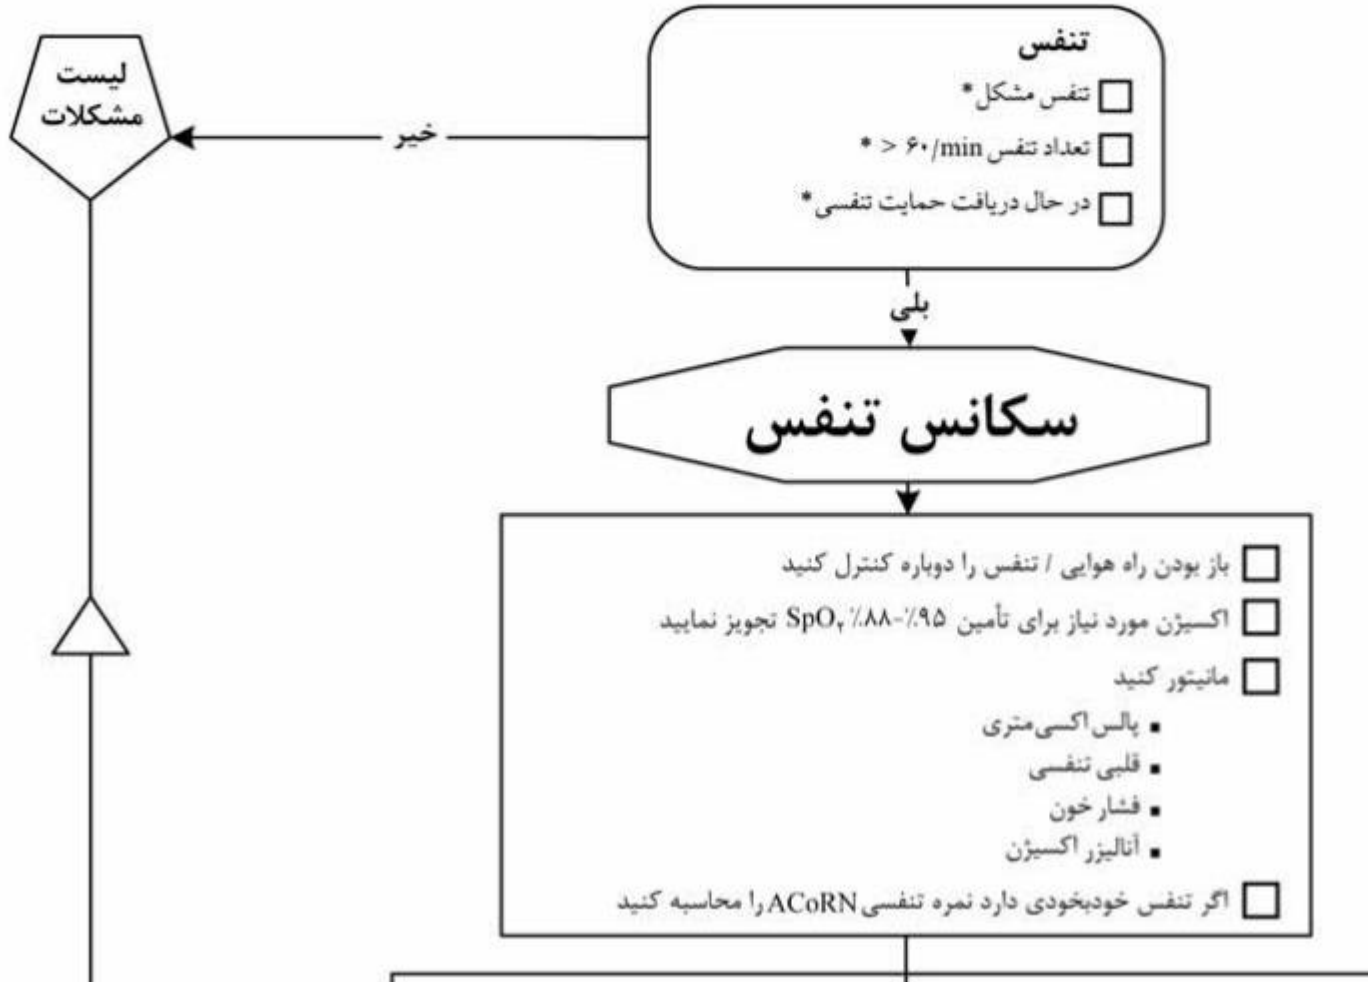 تنفس
تنفس مشکل*
تعداد تنفس ۶۰/min < *
در حال دریافت حمایت تنفسی*
خیر
لیست
مشکلات
بلی
سکانس تنفس
باز بودن راه هوایی / تنفس را دوباره کنترل کنید
اکسیژن مورد نیاز برای تأمین ۹۵٪-۸۸٪ SpO₂ تجویز نمایید
مانیتور کنید
▪ پالس اکسی‌متری
▪ قلبی تنفسی
▪ فشار خون
▪ آنالیزر اکسیژن
اگر تنفس خودبخودی دارد نمره تنفسی ACoRN را محاسبه کنید